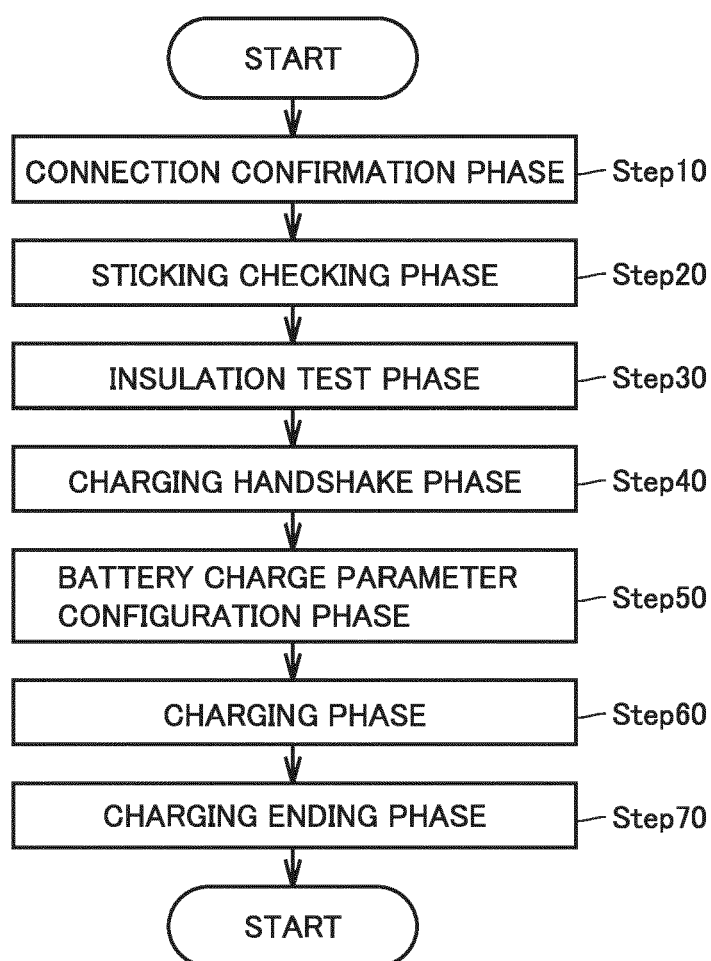 START
CONNECTION CONFIRMATION PHASE Step10
STICKING CHECKING PHASE Step20
INSULATION TEST PHASE Step30
CHARGING HANDSHAKE PHASE Step40
BATTERY CHARGE PARAMETER
CONFIGURATION PHASE Step50
CHARGING PHASE Step60
CHARGING ENDING PHASE Step70
START